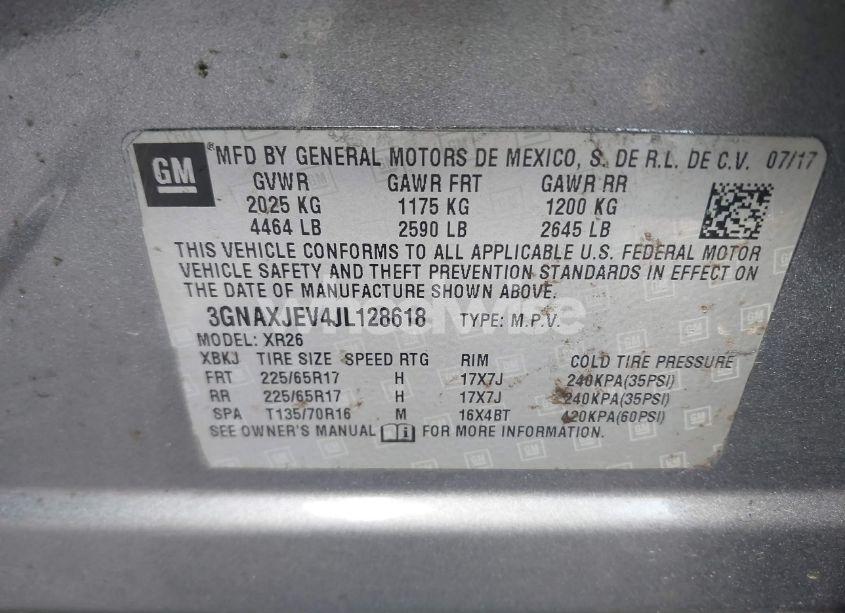 GM ® MFD BY GENERAL MOTORS DE MEXICO, S. DE R.L. DE C.V. 07/17
GVWR GAWR FRT GAWR RR
2025 KG 1175 KG 1200 KG
4464 LB 2590 LB 2645 LB
THIS VEHICLE CONFORMS TO ALL APPLICABLE U.S. FEDERAL MOTOR
VEHICLE SAFETY AND THEFT PREVENTION STANDARDS IN EFFECT ON
THE DATE OF MANUFACTURE SHOWN ABOVE.
3GNAXJEV4JL128618 TYPE: M.P.V.
MODEL: XR26
XBKJ TIRE SIZE SPEED RTG RIM COLD TIRE PRESSURE
FRT 225/65R17 H 17X7J 240KPA(35PSI)
RR 225/65R17 H 17X7J 240KPA(35PSI)
SPA T135/70R16 M 16X4BT 420KPA(60PSI)
SEE OWNER'S MANUAL FOR MORE INFORMATION.